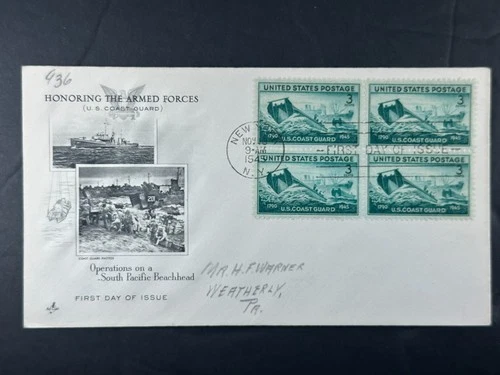 936
HONORING THE ARMED FORCES
(U.S. COAST GUARD)
Operations on a
South Pacific Beachhead
FIRST DAY OF ISSUE
UNITED STATES POSTAGE
3
1790 U.S. COAST GUARD 1945
UNITED STATES POSTAGE
3
1790 U.S. COAST GUARD 1945
UNITED STATES POSTAGE
3
1790 U.S. COAST GUARD 1945
UNITED STATES POSTAGE
3
1790 U.S. COAST GUARD 1945
NEW
NOV
9-AM
1945
N.Y.
FIRST DAY OF ISSUE
MR. H.F. WARNER
WEATHERLY,
PA.